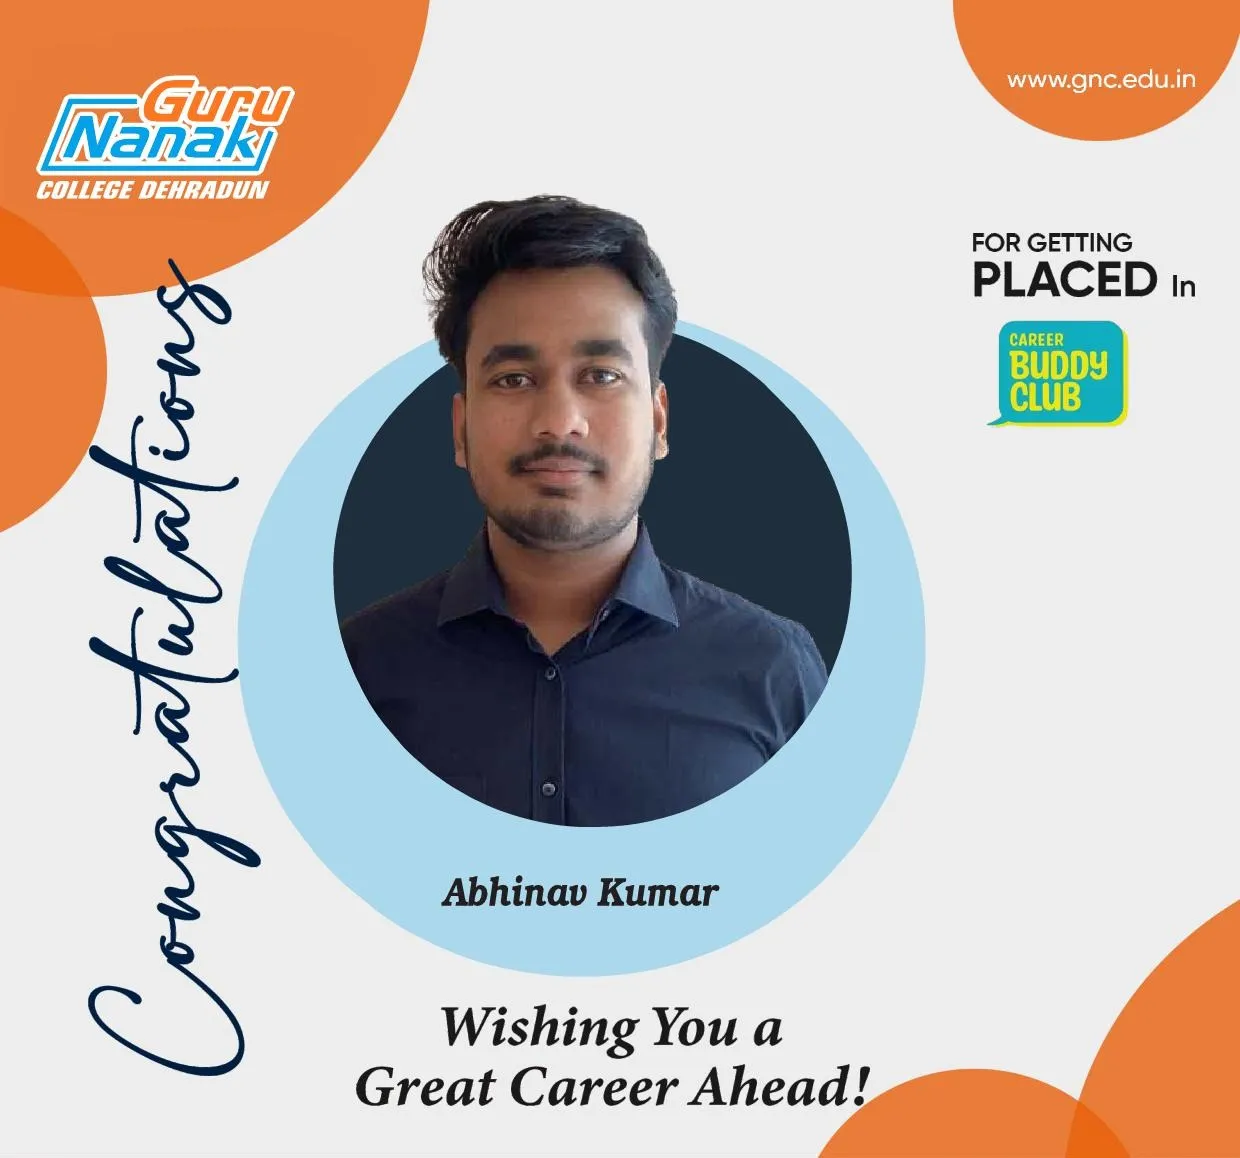 Guru
Nanak
COLLEGE DEHRADUN
www.gnc.edu.in
Congratulations
FOR GETTING
PLACED In
CAREER
BUDDY
CLUB
Abhinav Kumar
Wishing You a
Great Career Ahead!